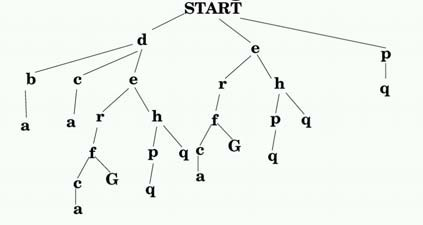 START
d
e
p
b c e r h q
a a r h f p q
f p q c G q
c G q a
a